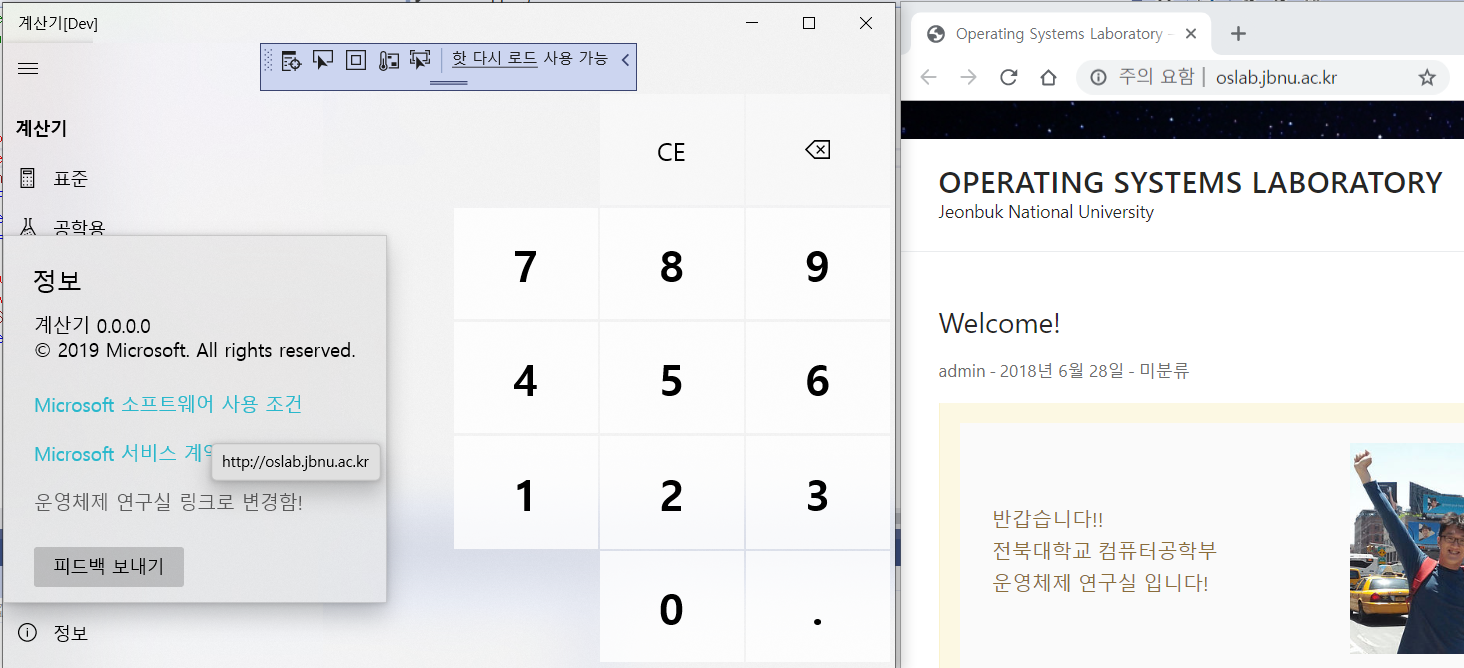 계산기[Dev]
핫 다시 로드 사용 가능
계산기
표준
공학용
정보
계산기 0.0.0.0
© 2019 Microsoft. All rights reserved.
Microsoft 소프트웨어 사용 조건
Microsoft 서비스
http://oslab.jbnu.ac.kr
운영체제 연구실 링크로 변경함!
피드백 보내기
정보
CE
7 8 9
4 5 6
1 2 3
0 .
Operating Systems Laboratory -
주의 요함 | oslab.jbnu.ac.kr
OPERATING SYSTEMS LABORATORY
Jeonbuk National University
Welcome!
admin - 2018년 6월 28일 - 미분류
반갑습니다!!
전북대학교 컴퓨터공학부
운영체제 연구실 입니다!